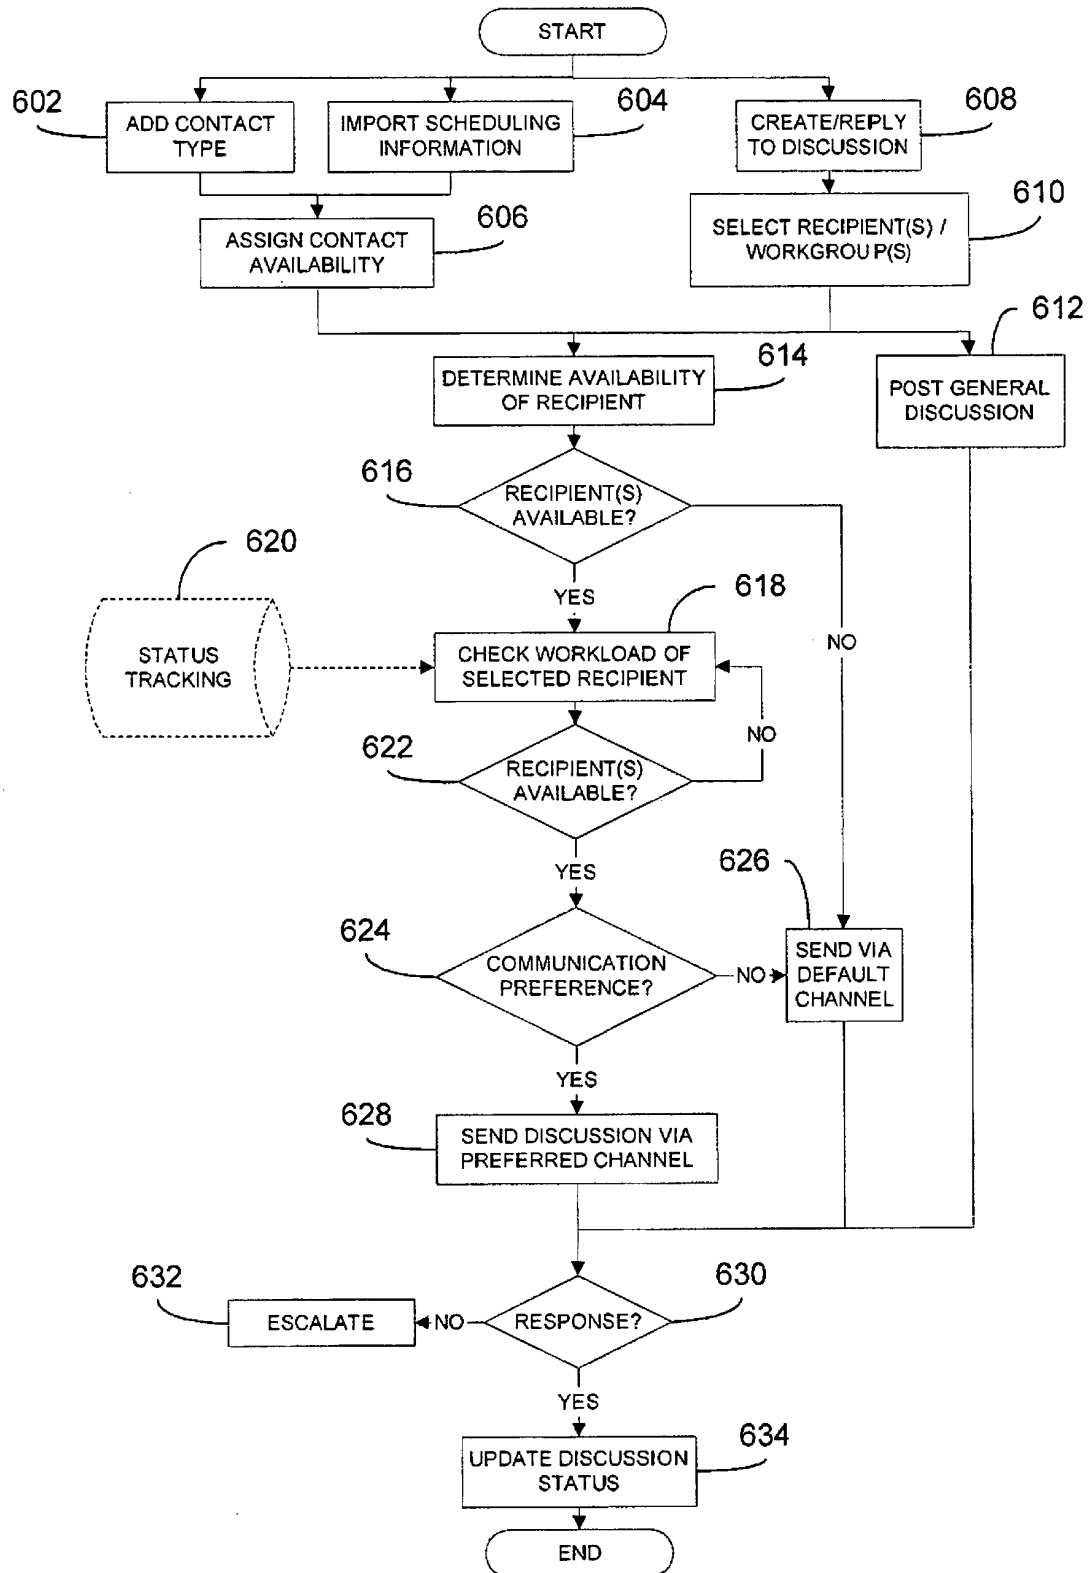 START
602
ADD CONTACT
TYPE
IMPORT SCHEDULING
INFORMATION
604
CREATE/REPLY
TO DISCUSSION
608
ASSIGN CONTACT
AVAILABILITY
606
SELECT RECIPIENT(S) /
WORKGROUP(S)
610
612
DETERMINE AVAILABILITY
OF RECIPIENT
614
POST GENERAL
DISCUSSION
616
RECIPIENT(S)
AVAILABLE?
620
YES
618
NO
STATUS
TRACKING
CHECK WORKLOAD OF
SELECTED RECIPIENT
NO
622
RECIPIENT(S)
AVAILABLE?
YES
626
624
COMMUNICATION
PREFERENCE?
NO
SEND VIA
DEFAULT
CHANNEL
YES
628
SEND DISCUSSION VIA
PREFERRED CHANNEL
632
ESCALATE
NO
RESPONSE?
630
YES
UPDATE DISCUSSION
STATUS
634
END